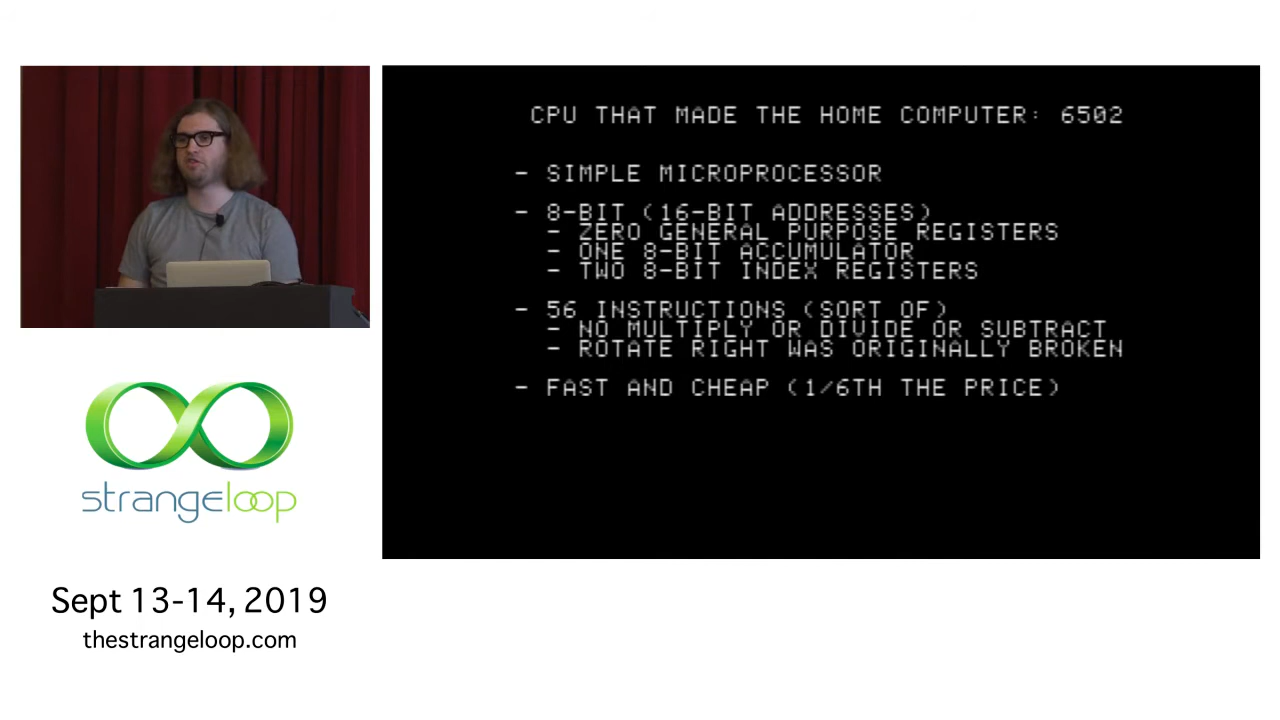 CPU THAT MADE THE HOME COMPUTER: 6502
- SIMPLE MICROPROCESSOR
- 8-BIT (16-BIT ADDRESSES)
- ZERO GENERAL PURPOSE REGISTERS
- ONE 8-BIT ACCUMULATOR
- TWO 8-BIT INDEX REGISTERS
- 56 INSTRUCTIONS (SORT OF)
- NO MULTIPLY OR DIVIDE OR SUBTRACT
- ROTATE RIGHT WAS ORIGINALLY BROKEN
- FAST AND CHEAP (1/6TH THE PRICE)
strangeloop
Sept 13-14, 2019
thestrangeloop.com